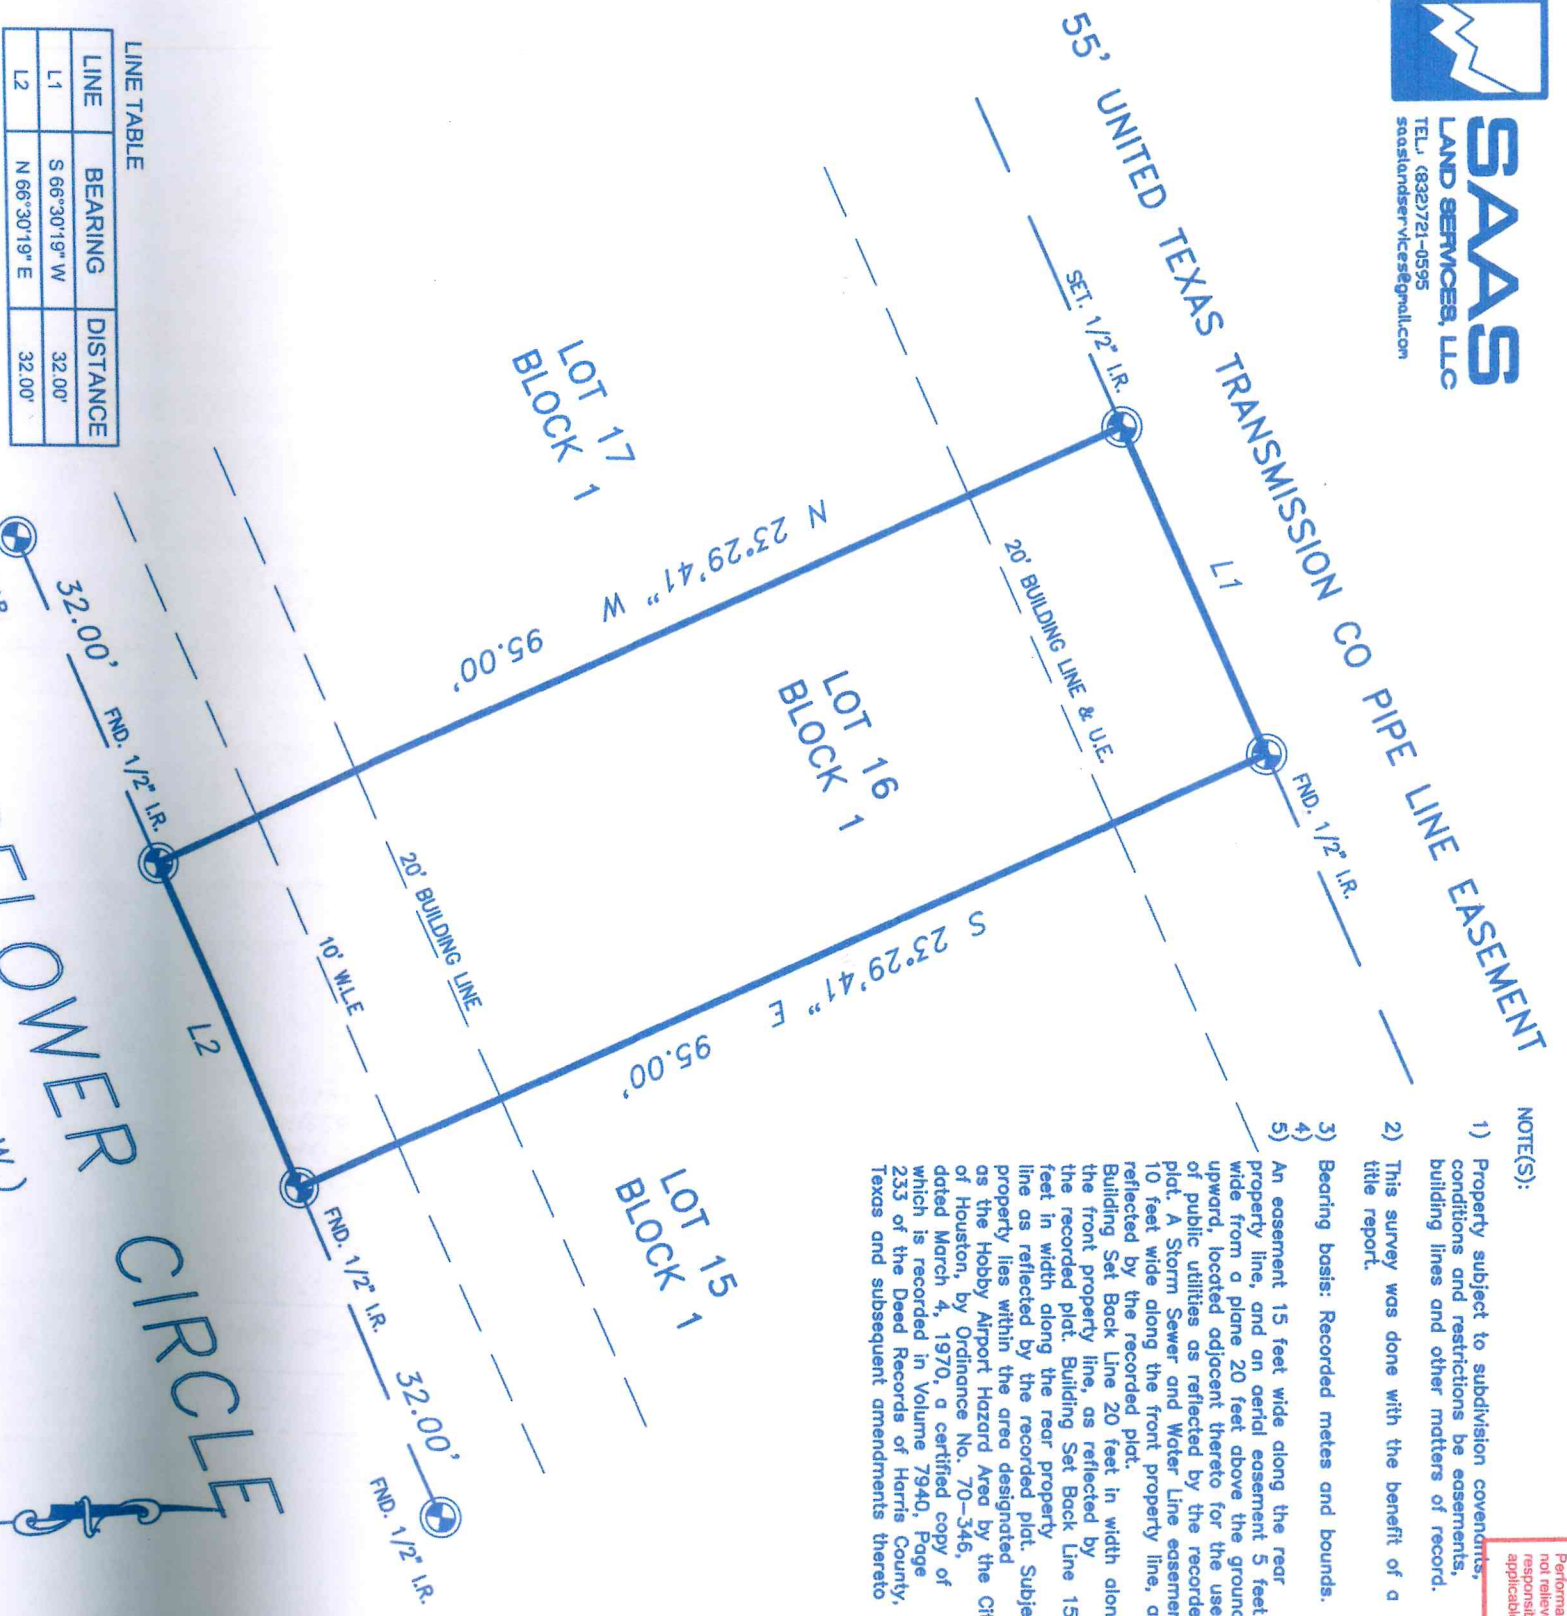 SAAS
LAND SERVICES, LLC
TEL.: (832)721-0595
saaslandservices@gmail.com
55' UNITED TEXAS TRANSMISSION CO PIPE LINE EASEMENT
SET. 1/2" I.R.
FND. 1/2" I.R.
L1
20' BUILDING LINE & U.E.
LOT 17
BLOCK 1
N 23°29'41" W
95.00'
LOT 16
BLOCK 1
S 23°29'41" E
95.00'
LOT 15
BLOCK 1
20' BUILDING LINE
10' W.L.E
32.00'
FND. 1/2" I.R.
L2
FND. 1/2" I.R.
32.00'
FND. 1/2" I.R.
CIRCLE
LINE TABLE
LINE BEARING DISTANCE
L1 S 66°30'19" W 32.00'
L2 N 66°30'19" E 32.00'
NOTE(S):
1) Property subject to subdivision covenants,
conditions and restrictions be easements,
building lines and other matters of record.
2) This survey was done with the benefit of a
title report.
3) Bearing basis: Recorded metes and bounds.
4)
5) An easement 15 feet wide along the rear
property line, and an aerial easement 5 feet
wide from a plane 20 feet above the
upward, located adjacent thereto for the use
of public utilities as reflected by the
plat. A Storm Sewer and Water Line
10 feet wide along the front property line,
reflected by the recorded plat.
Building Set Back Line 20 feet in width
the front property line, as reflected by
the recorded plat. Building Set Back Line 15
feet in width along the rear property
line as reflected by the recorded plat.
property lies within the area designated
as the Hobby Airport Hazard Area by the
of Houston, by Ordinance No. 70-346,
dated March 4, 1970, a certified copy of
which is recorded in Volume 7940, Page
233 of the Deed Records of Harris County,
Texas and subsequent amendments thereto